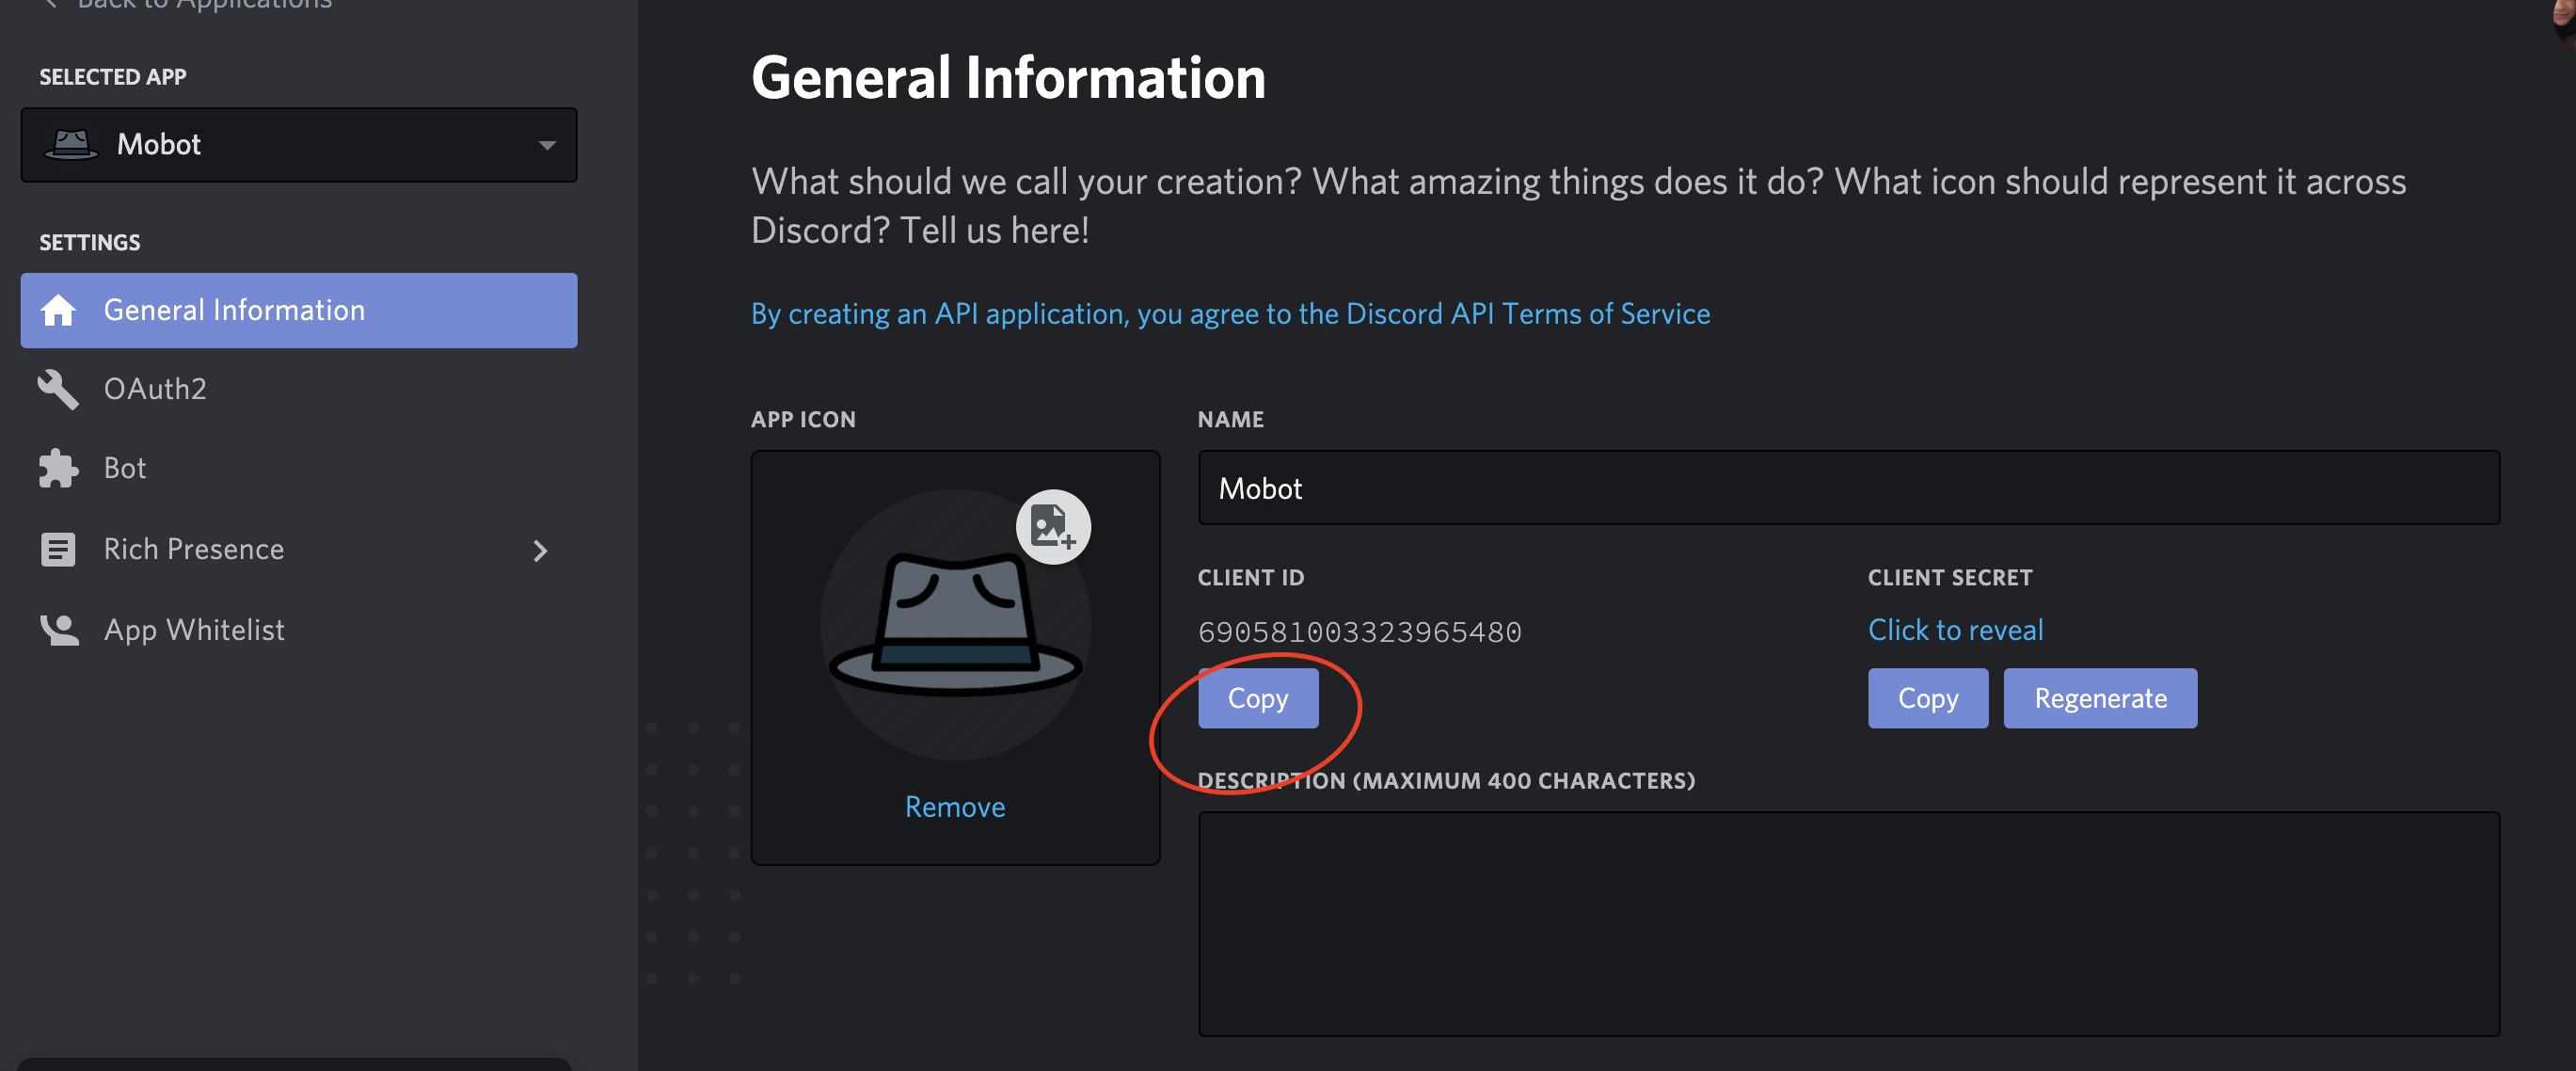 Back to Applications
SELECTED APP
Mobot
SETTINGS
General Information
OAuth2
Bot
Rich Presence
App Whitelist
General Information
What should we call your creation? What amazing things does it do? What icon should represent it across
Discord? Tell us here!
By creating an API application, you agree to the Discord API Terms of Service
APP ICON
Remove
NAME
Mobot
CLIENT ID
690581003323965480
Copy
CLIENT SECRET
Click to reveal
Copy
Regenerate
DESCRIPTION (MAXIMUM 400 CHARACTERS)